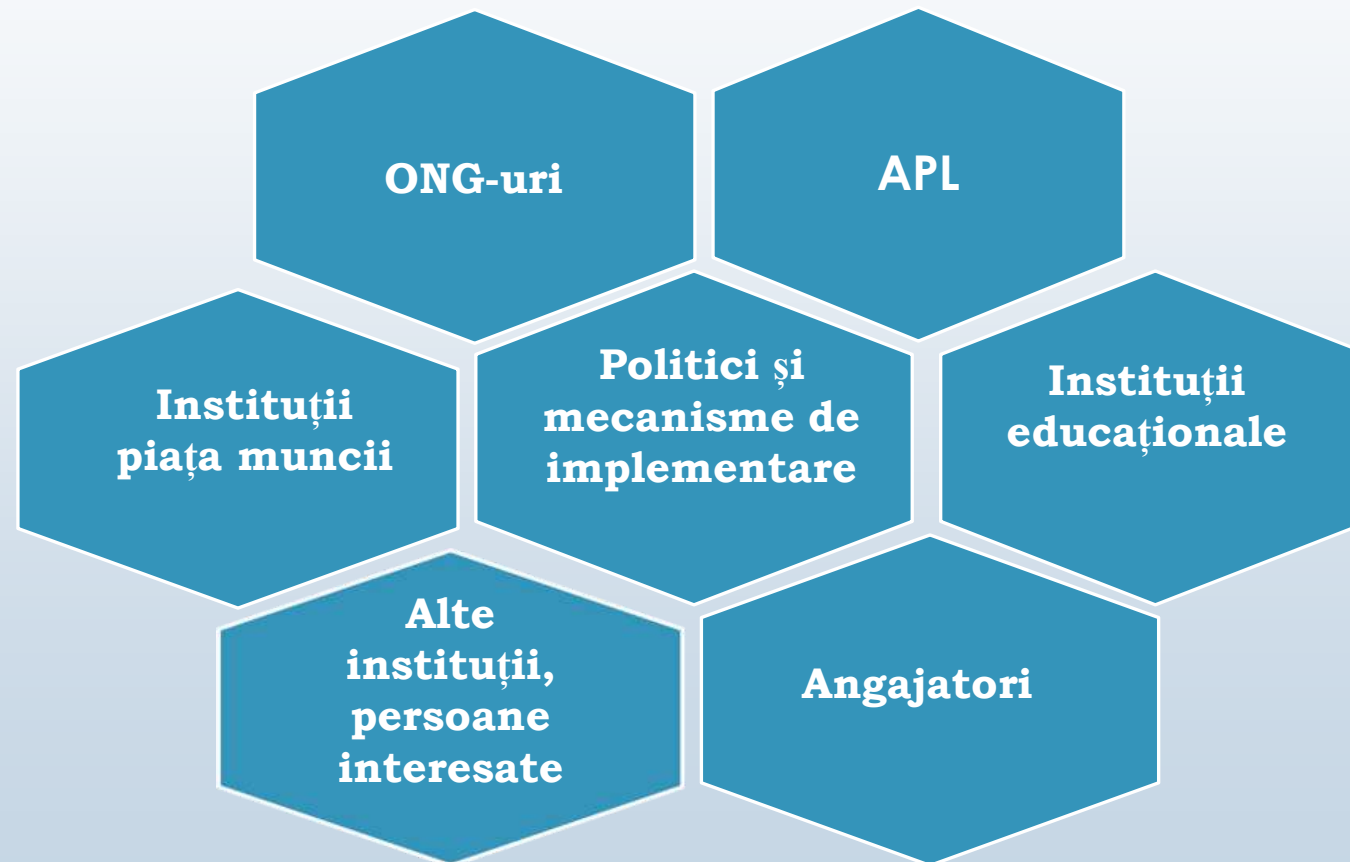 ONG-uri
APL
Instituții
piața muncii
Politici și
mecanisme de
implementare
Instituții
educaționale
Alte
instituții,
persoane
interesate
Angajatori